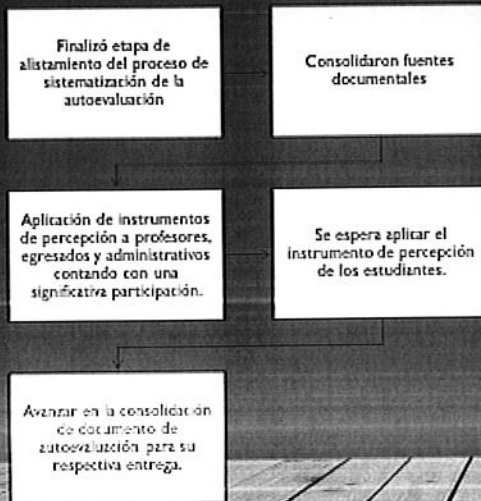 Finalizó etapa de
alistamiento del proceso de
sistematización de la
autoevaluación
Consolidaron fuentes
documentales
Aplicación de instrumentos
de percepción a profesores,
egresados y administrativos
contando con una
significativa participación.
Se espera aplicar el
instrumento de percepción
de los estudiantes.
Avanzar en la consolidación
de documento de
autoevaluación para su
respectiva entrega.